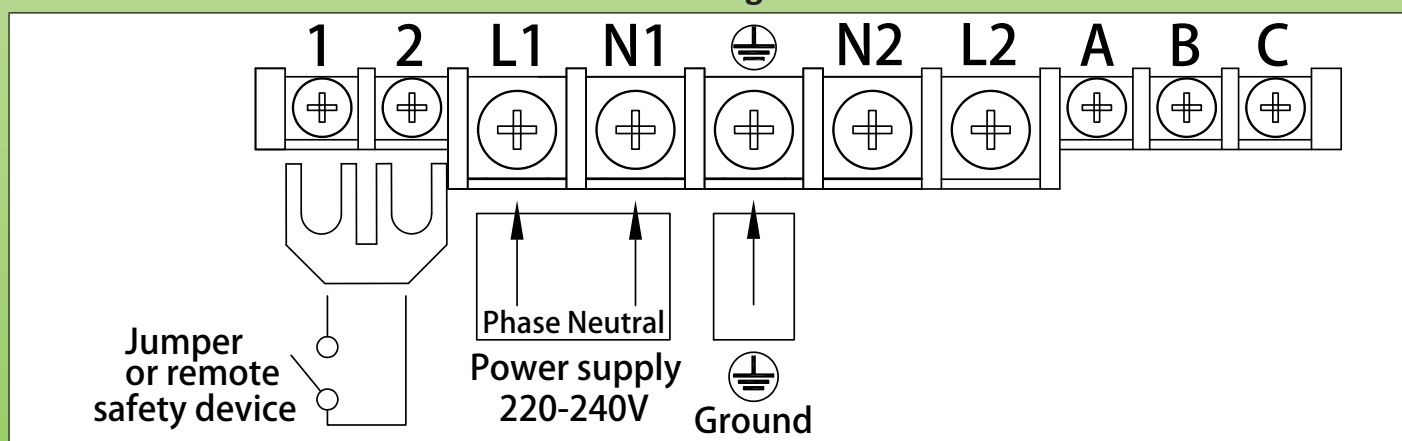 1 2 L1 N1 N2 L2 A B C
Phase Neutral
Jumper
or remote
safety device
Power supply
220-240V
Ground